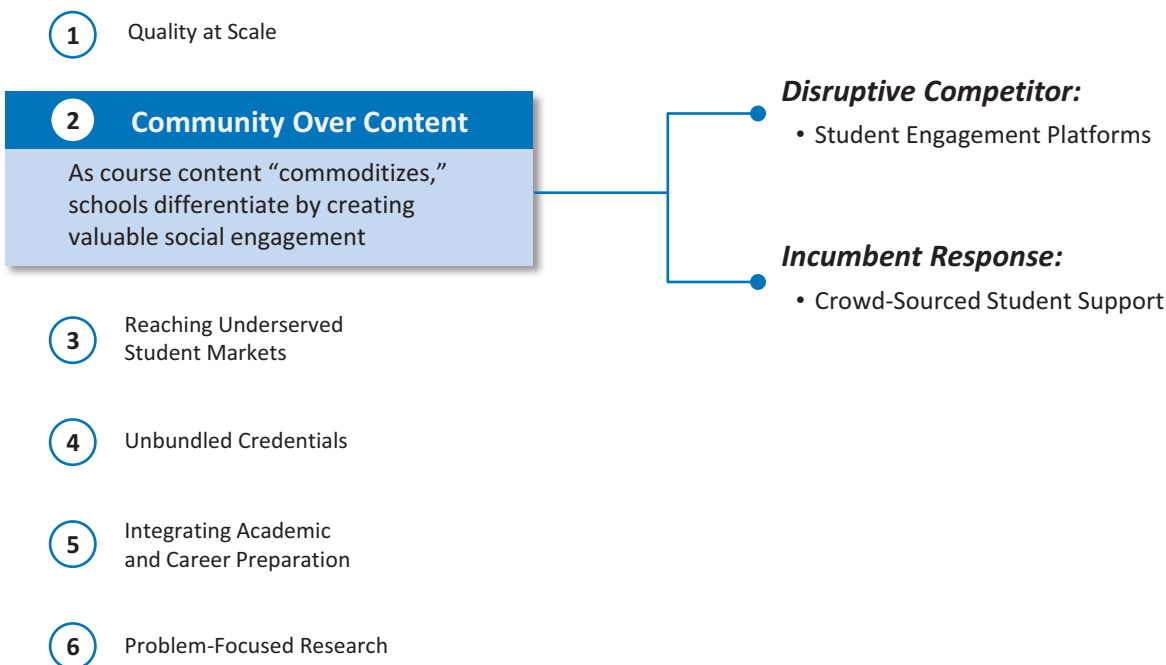 1
Quality at Scale
2
Community Over Content
As course content “commoditizes,”
schools differentiate by creating
valuable social engagement
Disruptive Competitor:
• Student Engagement Platforms
Incumbent Response:
• Crowd-Sourced Student Support
3
Reaching Underserved
Student Markets
4
Unbundled Credentials
5
Integrating Academic
and Career Preparation
6
Problem-Focused Research